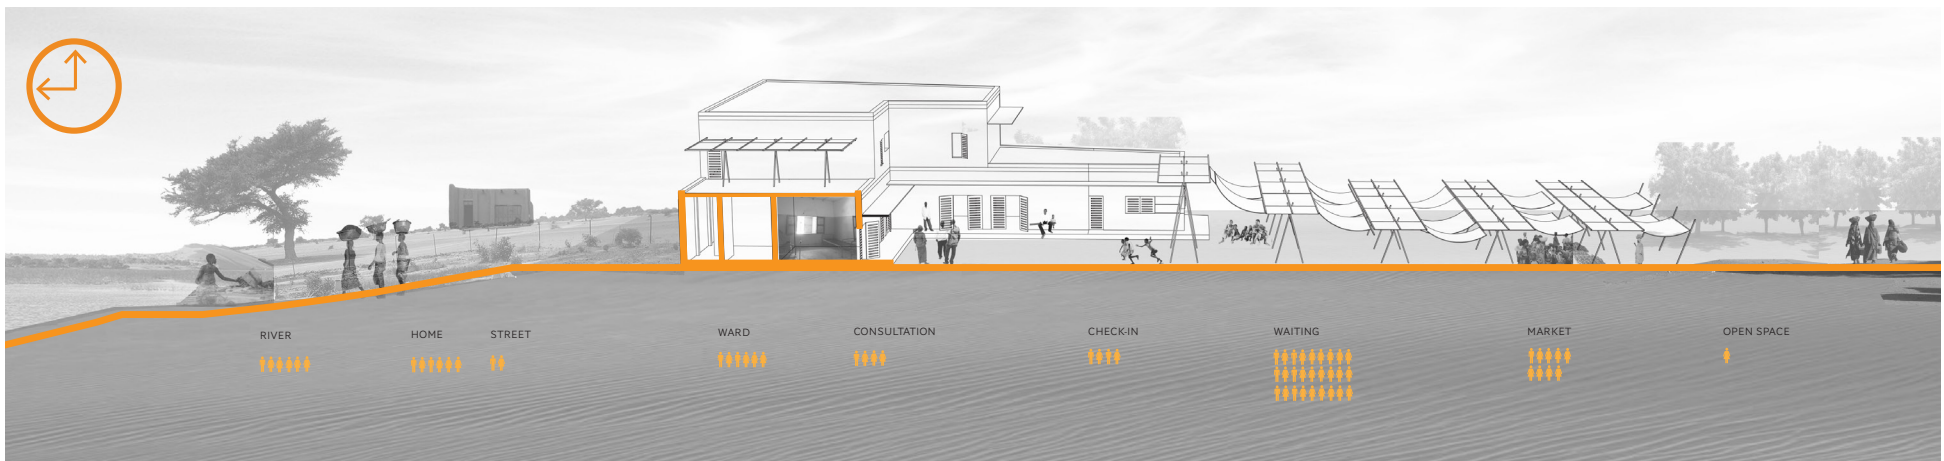 RIVER
HOME
STREET
WARD
CONSULTATION
CHECK-IN
WAITING
MARKET
OPEN SPACE